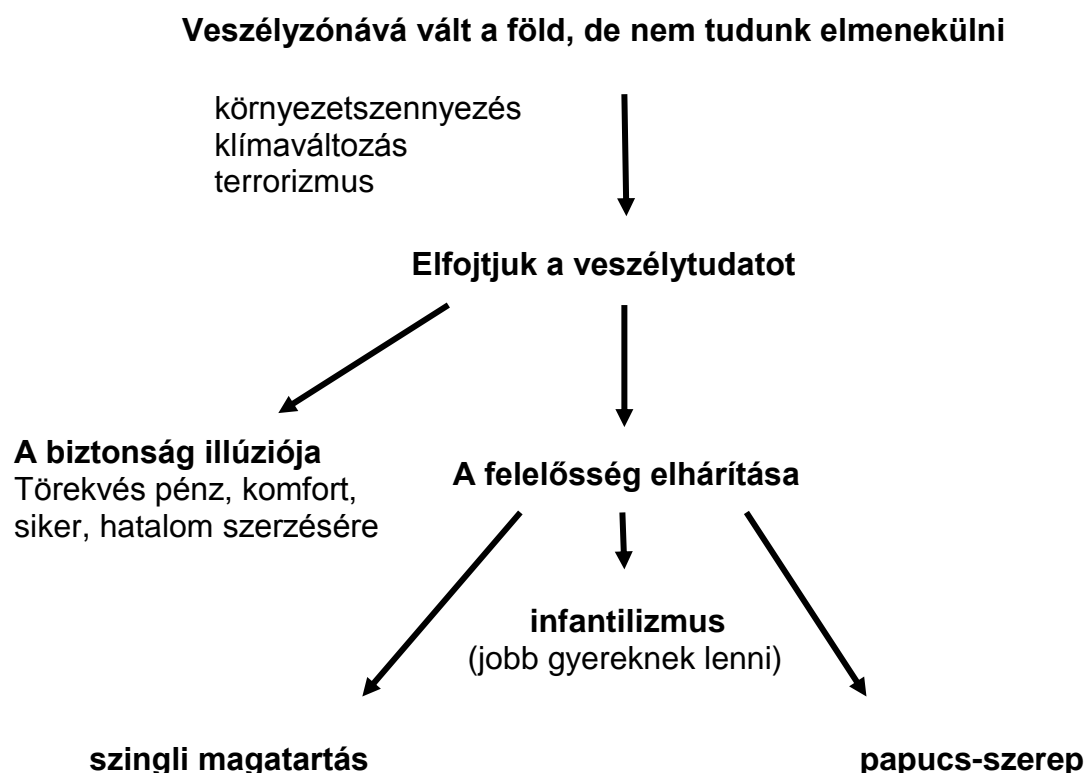 Veszélyzónává vált a föld, de nem tudunk elmenekülni
környezetszennyezés
klímaváltozás
terrorizmus
Elfojtjuk a veszélytudatot
A biztonság illúziója
Törekvés pénz, komfort,
siker, hatalom szerzésére
A felelősség elhárítása
infantilizmus
(jobb gyereknek lenni)
szingli magatartás
papucs-szerep